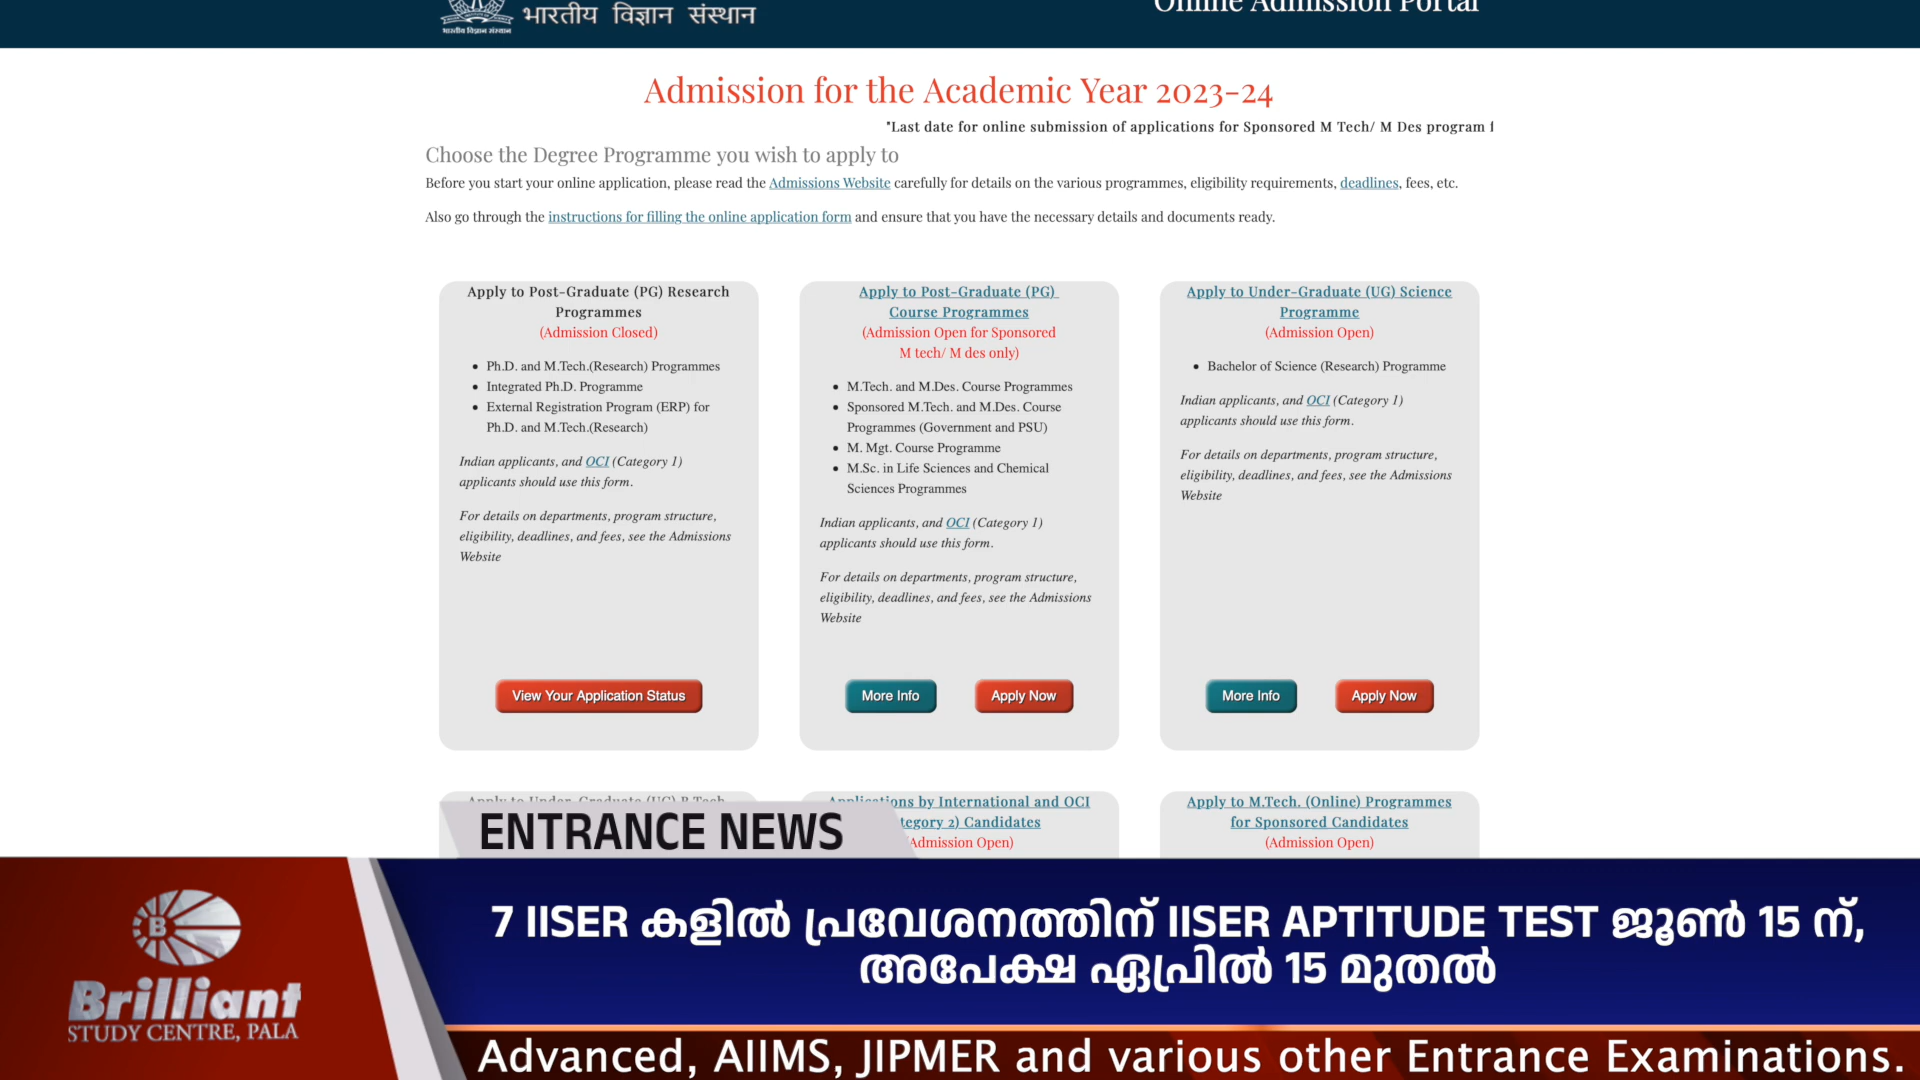 भारतीय विज्ञान संस्थान
भारतीय विज्ञान संस्थान
Online Admission Portal
Admission for the Academic Year 2023-24
"Last date for online submission of applications for Sponsored M Tech/ M Des program f
Choose the Degree Programme you wish to apply to
Before you start your online application, please read the Admissions Website carefully for details on the various programmes, eligibility requirements, deadlines, fees, etc.
Also go through the instructions for filling the online application form and ensure that you have the necessary details and documents ready.
Apply to Post-Graduate (PG) Research
Programmes
(Admission Closed)
• Ph.D. and M.Tech.(Research) Programmes
• Integrated Ph.D. Programme
• External Registration Program (ERP) for
Ph.D. and M.Tech.(Research)
Indian applicants, and OCI (Category 1)
applicants should use this form.
For details on departments, program structure,
eligibility, deadlines, and fees, see the Admissions
Website
View Your Application Status
Apply to Post-Graduate (PG)
Course Programmes
(Admission Open for Sponsored
M tech/ M des only)
• M.Tech. and M.Des. Course Programmes
• Sponsored M.Tech. and M.Des. Course
Programmes (Government and PSU)
• M. Mgt. Course Programme
• M.Sc. in Life Sciences and Chemical
Sciences Programmes
Indian applicants, and OCI (Category 1)
applicants should use this form.
For details on departments, program structure,
eligibility, deadlines, and fees, see the Admissions
Website
More Info
Apply Now
Apply to Under-Graduate (UG) Science
Programme
(Admission Open)
• Bachelor of Science (Research) Programme
Indian applicants, and OCI (Category 1)
applicants should use this form.
For details on departments, program structure,
eligibility, deadlines, and fees, see the Admissions
Website
More Info
Apply Now
Apply to Under-Graduate (UG) B.Tech
Applications by International and OCI
tegory 2) Candidates
(Admission Open)
Apply to M.Tech. (Online) Programmes
for Sponsored Candidates
(Admission Open)
ENTRANCE NEWS
7 IISER കളിൽ പ്രവേശനത്തിന് IISER APTITUDE TEST ജൂൺ 15 ന്,
അപേക്ഷ ഏപ്രിൽ 15 മുതൽ
B
Brilliant
STUDY CENTRE, PALA
Advanced, AIIMS, JIPMER and various other Entrance Examinations.